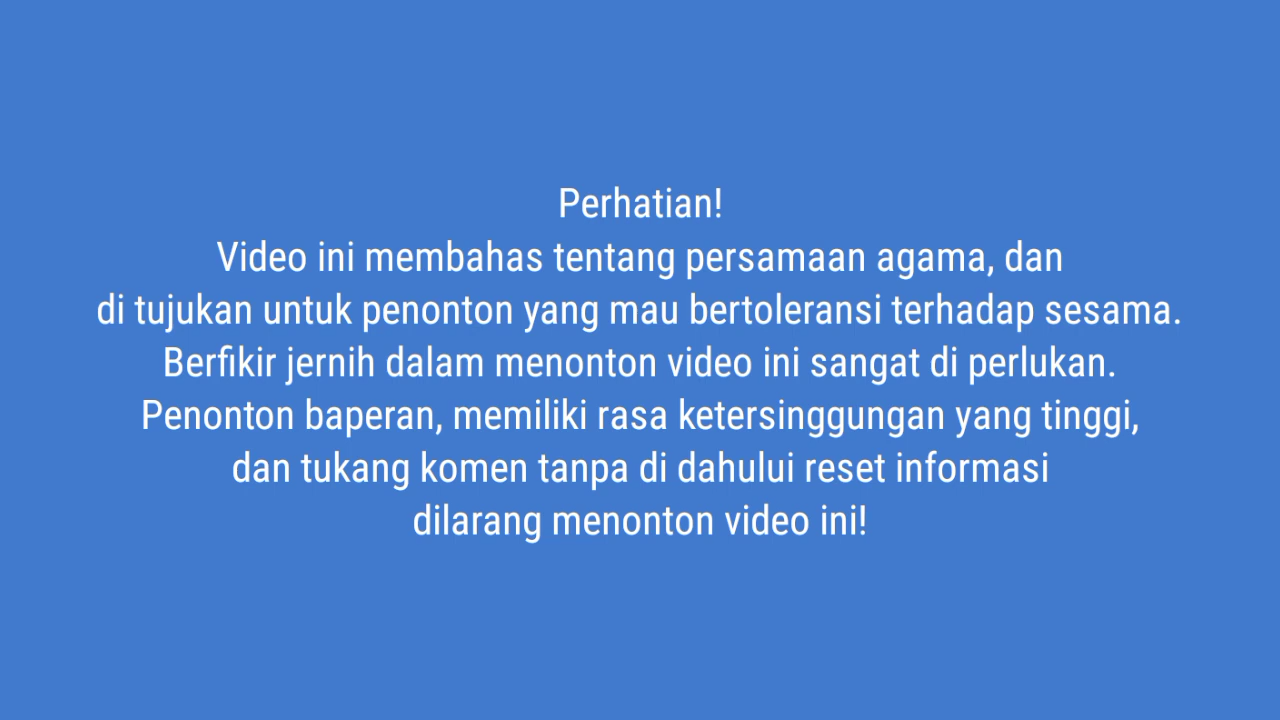 Perhatian!
Video ini membahas tentang persamaan agama, dan
di tujukan untuk penonton yang mau bertoleransi terhadap sesama.
Berfikir jernih dalam menonton video ini sangat di perlukan.
Penonton baperan, memiliki rasa ketersinggungan yang tinggi,
dan tukang komen tanpa di dahului reset informasi
dilarang menonton video ini!